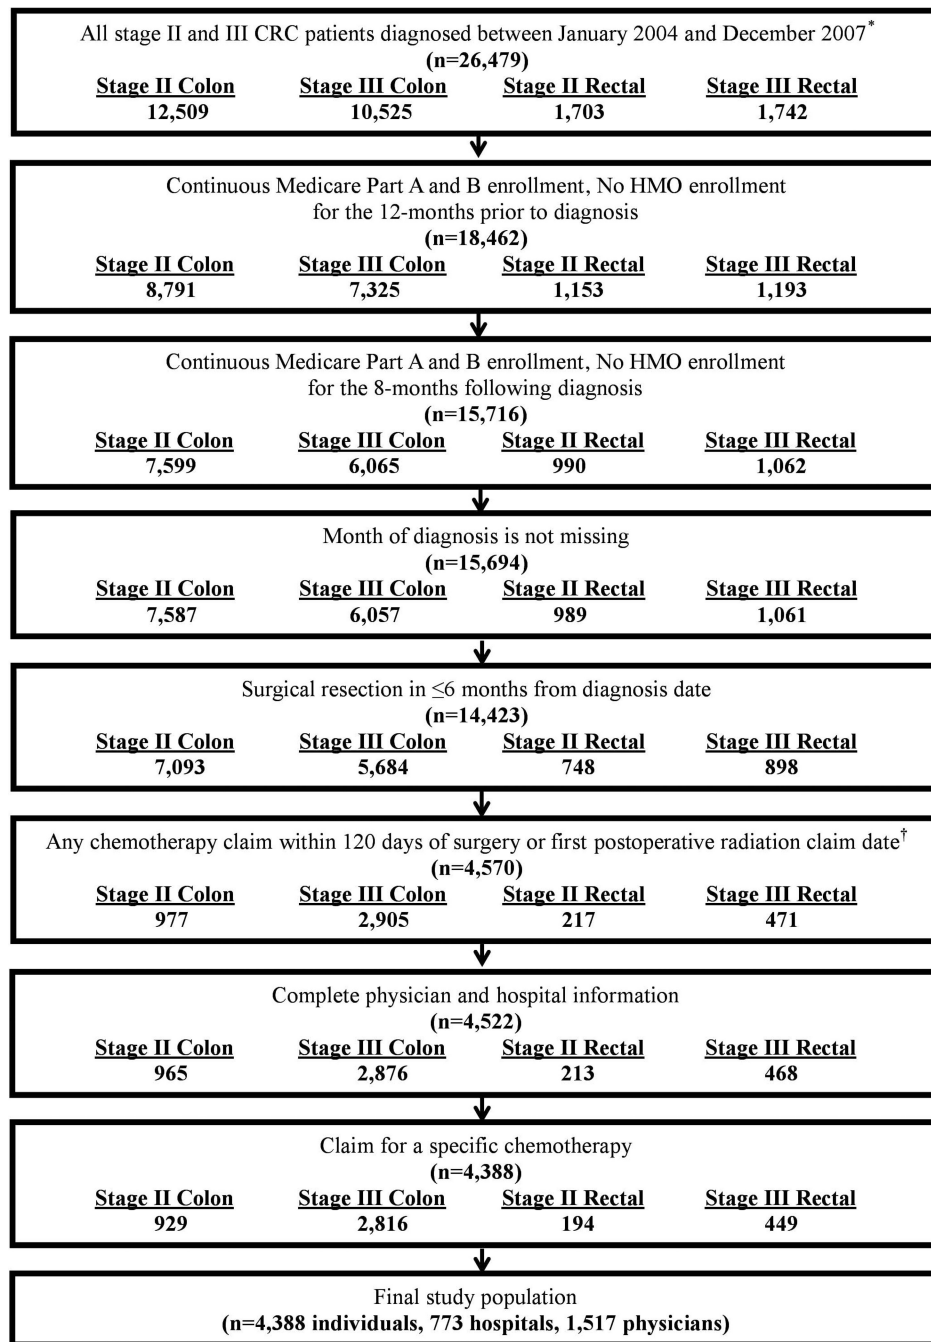 All stage II and III CRC patients diagnosed between January 2004 and December 2007*
(n=26,479)
Stage II Colon Stage III Colon Stage II Rectal Stage III Rectal
12,509 10,525 1,703 1,742
Continuous Medicare Part A and B enrollment, No HMO enrollment
for the 12-months prior to diagnosis
(n=18,462)
Stage II Colon Stage III Colon Stage II Rectal Stage III Rectal
8,791 7,325 1,153 1,193
Continuous Medicare Part A and B enrollment, No HMO enrollment
for the 8-months following diagnosis
(n=15,716)
Stage II Colon Stage III Colon Stage II Rectal Stage III Rectal
7,599 6,065 990 1,062
Month of diagnosis is not missing
(n=15,694)
Stage II Colon Stage III Colon Stage II Rectal Stage III Rectal
7,587 6,057 989 1,061
Surgical resection in ≤6 months from diagnosis date
(n=14,423)
Stage II Colon Stage III Colon Stage II Rectal Stage III Rectal
7,093 5,684 748 898
Any chemotherapy claim within 120 days of surgery or first postoperative radiation claim date†
(n=4,570)
Stage II Colon Stage III Colon Stage II Rectal Stage III Rectal
977 2,905 217 471
Complete physician and hospital information
(n=4,522)
Stage II Colon Stage III Colon Stage II Rectal Stage III Rectal
965 2,876 213 468
Claim for a specific chemotherapy
(n=4,388)
Stage II Colon Stage III Colon Stage II Rectal Stage III Rectal
929 2,816 194 449
Final study population
(n=4,388 individuals, 773 hospitals, 1,517 physicians)